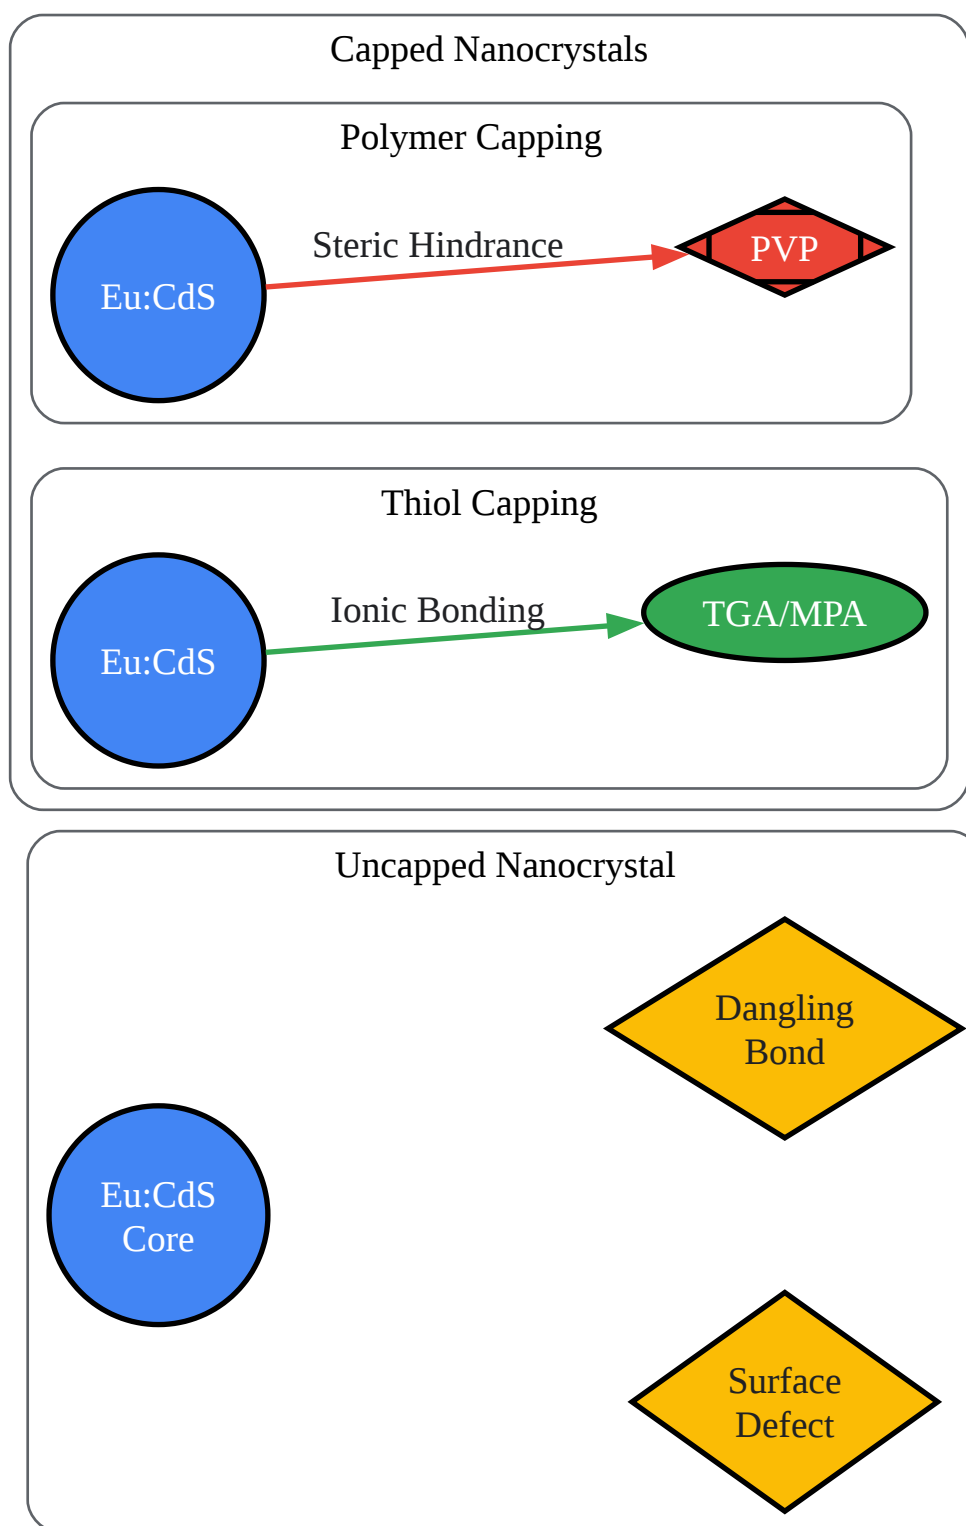 Capped Nanocrystals
Polymer Capping
Eu:CdS
Steric Hindrance
PVP
Thiol Capping
Eu:CdS
Ionic Bonding
TGA/MPA
Uncapped Nanocrystal
Dangling
Bond
Eu:CdS
Core
Surface
Defect